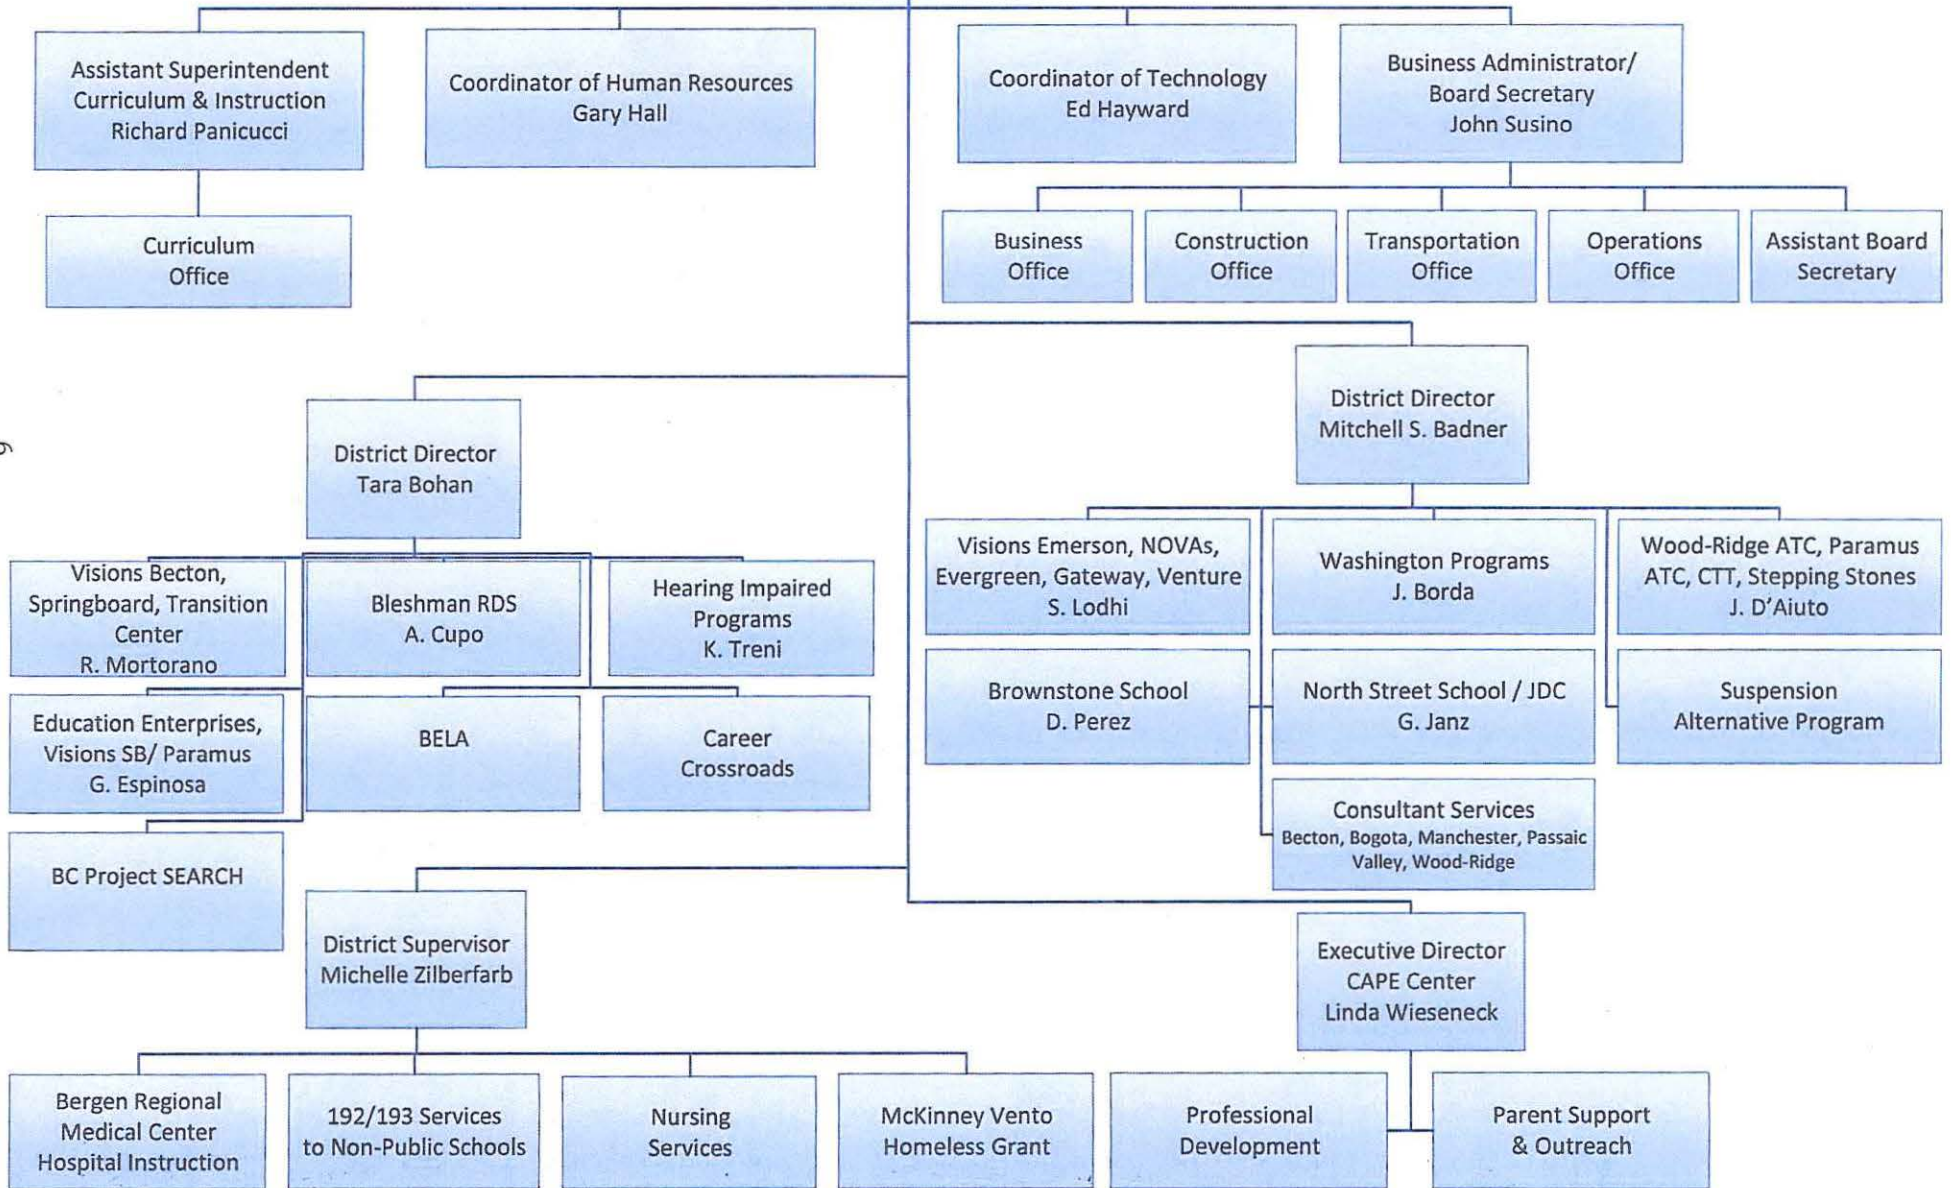 Assistant Superintendent
Curriculum & Instruction
Richard Panicucci
Coordinator of Human Resources
Gary Hall
Coordinator of Technology
Ed Hayward
Business Administrator/
Board Secretary
John Susino
Curriculum
Office
Business
Office
Construction
Office
Transportation
Office
Operations
Office
Assistant Board
Secretary
District Director
Mitchell S. Badner
District Director
Tara Bohan
9
Visions Emerson, NOVAs,
Evergreen, Gateway, Venture
S. Lodhi
Washington Programs
J. Borda
Wood-Ridge ATC, Paramus
ATC, CTT, Stepping Stones
J. D'Aiuto
Visions Becton,
Springboard, Transition
Center
R. Mortorano
Bleshman RDS
A. Cupo
Hearing Impaired
Programs
K. Treni
Brownstone School
D. Perez
North Street School / JDC
G. Janz
Suspension
Alternative Program
Education Enterprises,
Visions SB/ Paramus
G. Espinosa
BELA
Career
Crossroads
Consultant Services
Becton, Bogota, Manchester, Passaic
Valley, Wood-Ridge
BC Project SEARCH
District Supervisor
Michelle Zilberfarb
Executive Director
CAPE Center
Linda Wieseneck
Bergen Regional
Medical Center
Hospital Instruction
192/193 Services
to Non-Public Schools
Nursing
Services
McKinney Vento
Homeless Grant
Professional
Development
Parent Support
& Outreach